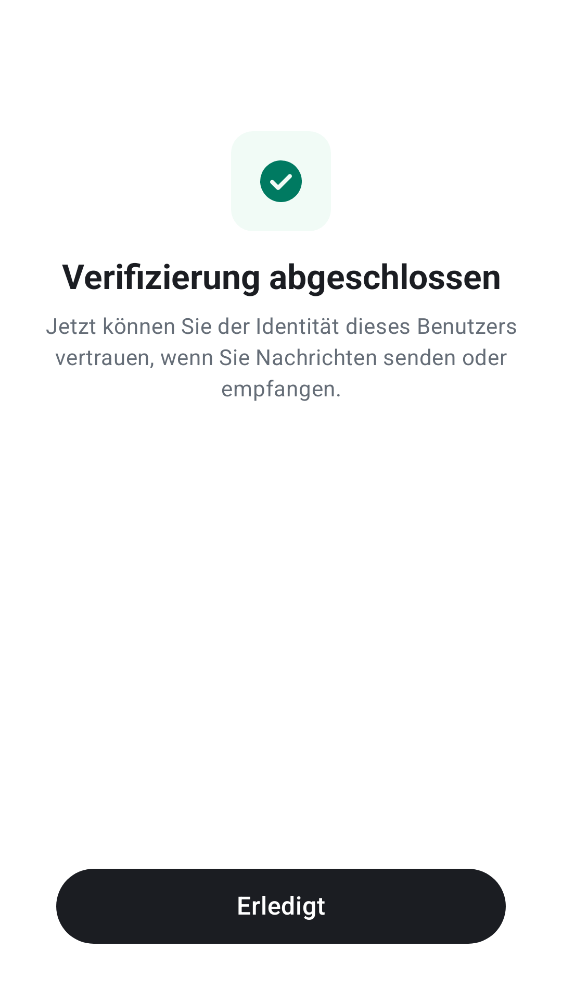 Verifizierung abgeschlossen
Jetzt können Sie der Identität dieses Benutzers
vertrauen, wenn Sie Nachrichten senden oder
empfangen.
Erledigt